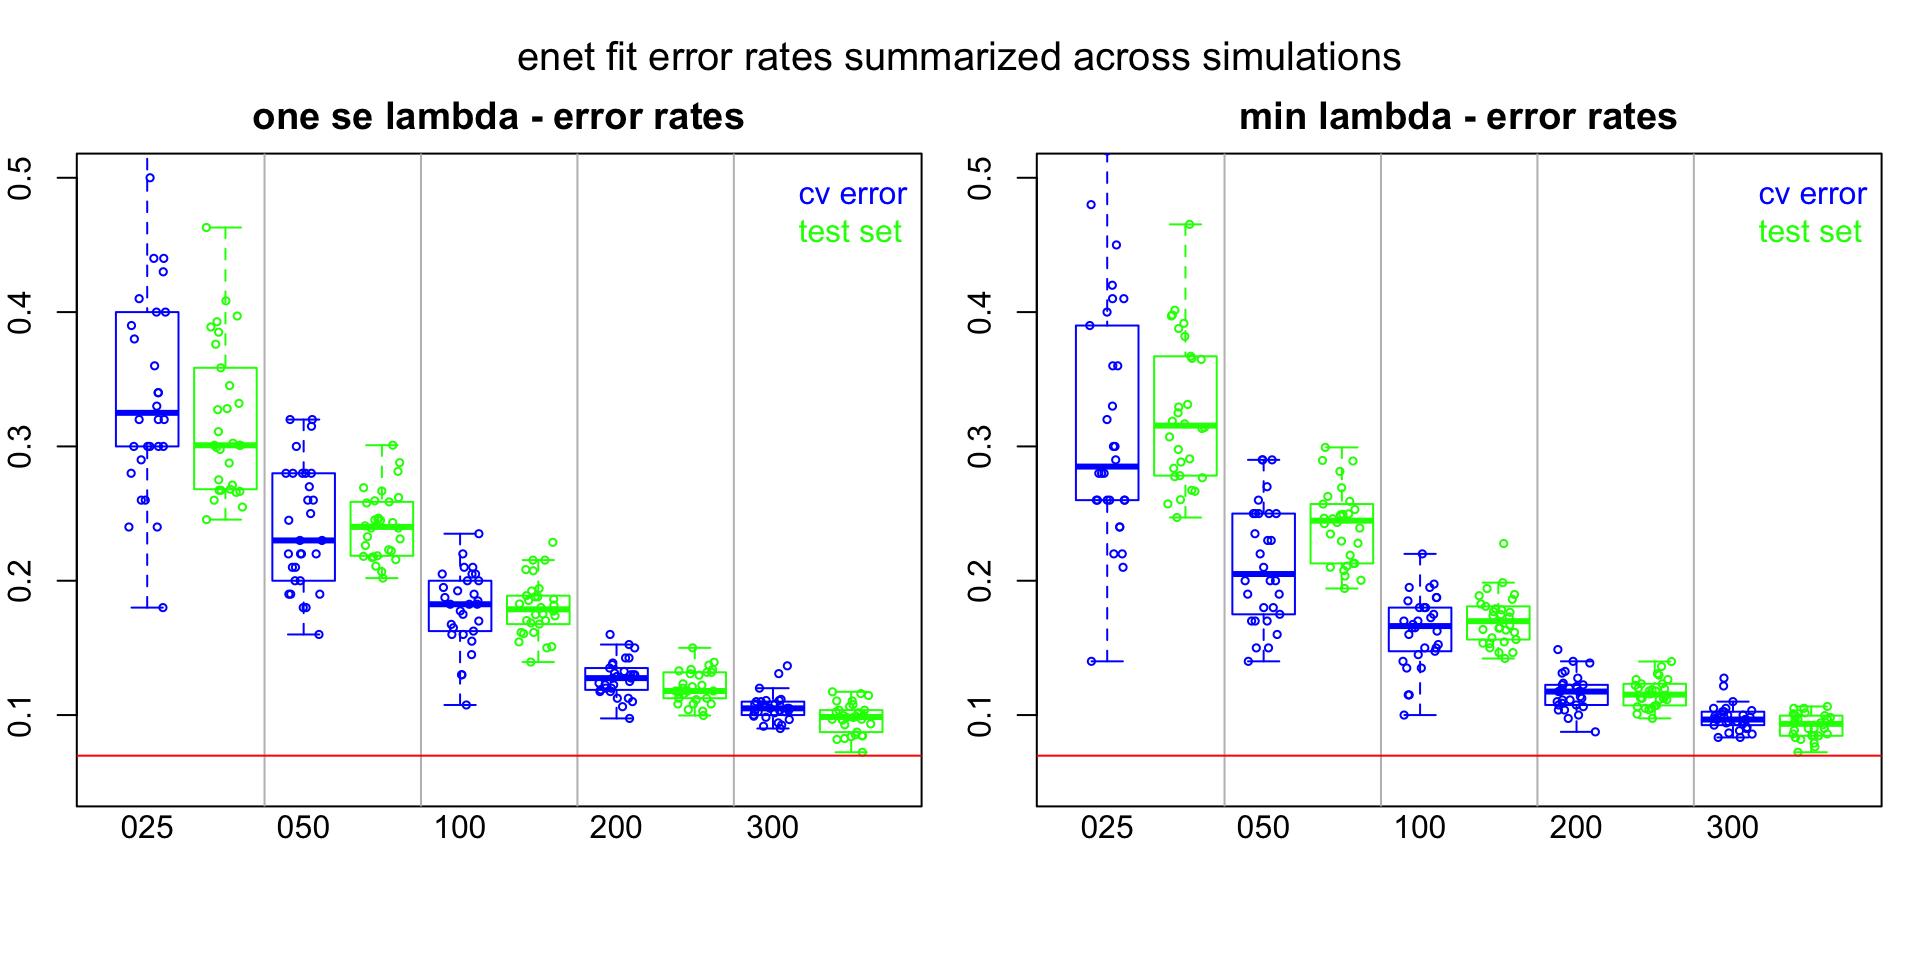 enet fit error rates summarized across simulations
one se lambda - error rates
0.5
0.4
0.3
0.2
0.1
cv error
test set
025 050 100 200 300
min lambda - error rates
0.5
0.4
0.3
0.2
0.1
cv error
test set
025 050 100 200 300